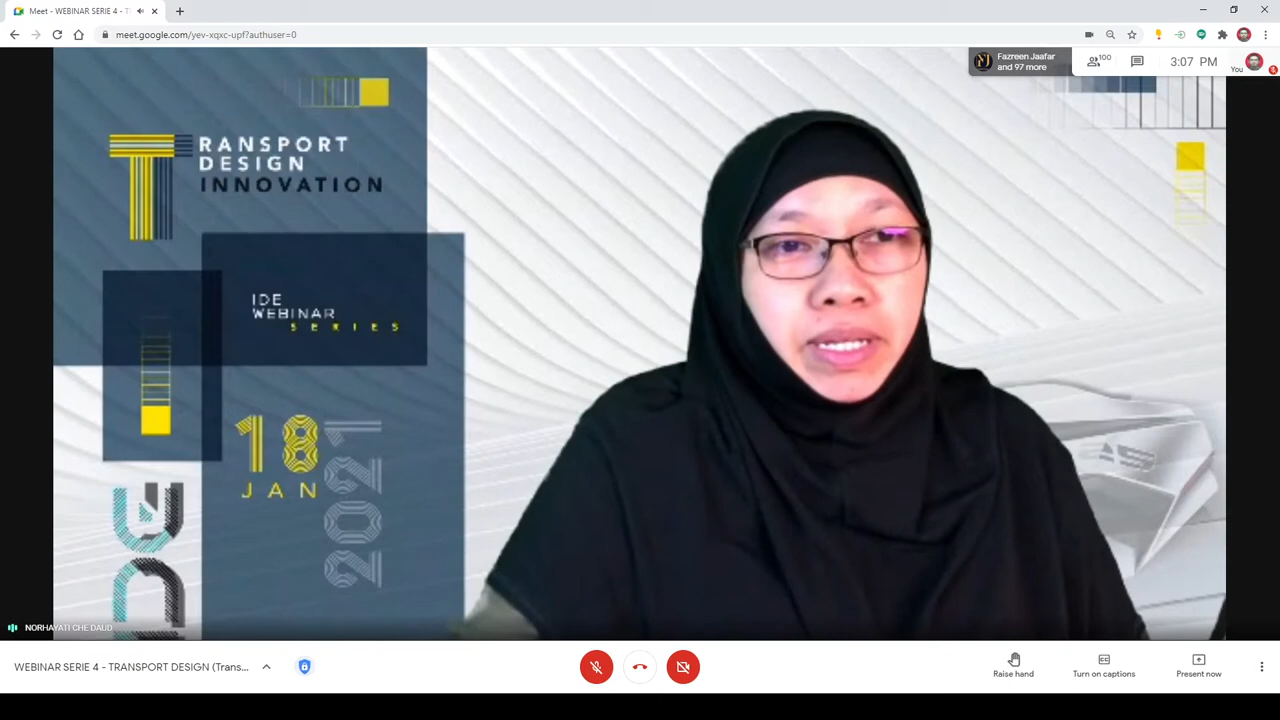 Meet - WEBINAR SERIE 4 - T
meet.google.com/yev-xqxc-upf?authuser=0
Fazreen Jaafar
and 97 more
100
3:07 PM
You
TRANSPORT
DESIGN
INNOVATION
IDE
WEBINAR
SERIES
18
JAN
2021
NORHAYATI CHE DAUD
WEBINAR SERIE 4 - TRANSPORT DESIGN (Trans...
Raise hand
Turn on captions
Present now